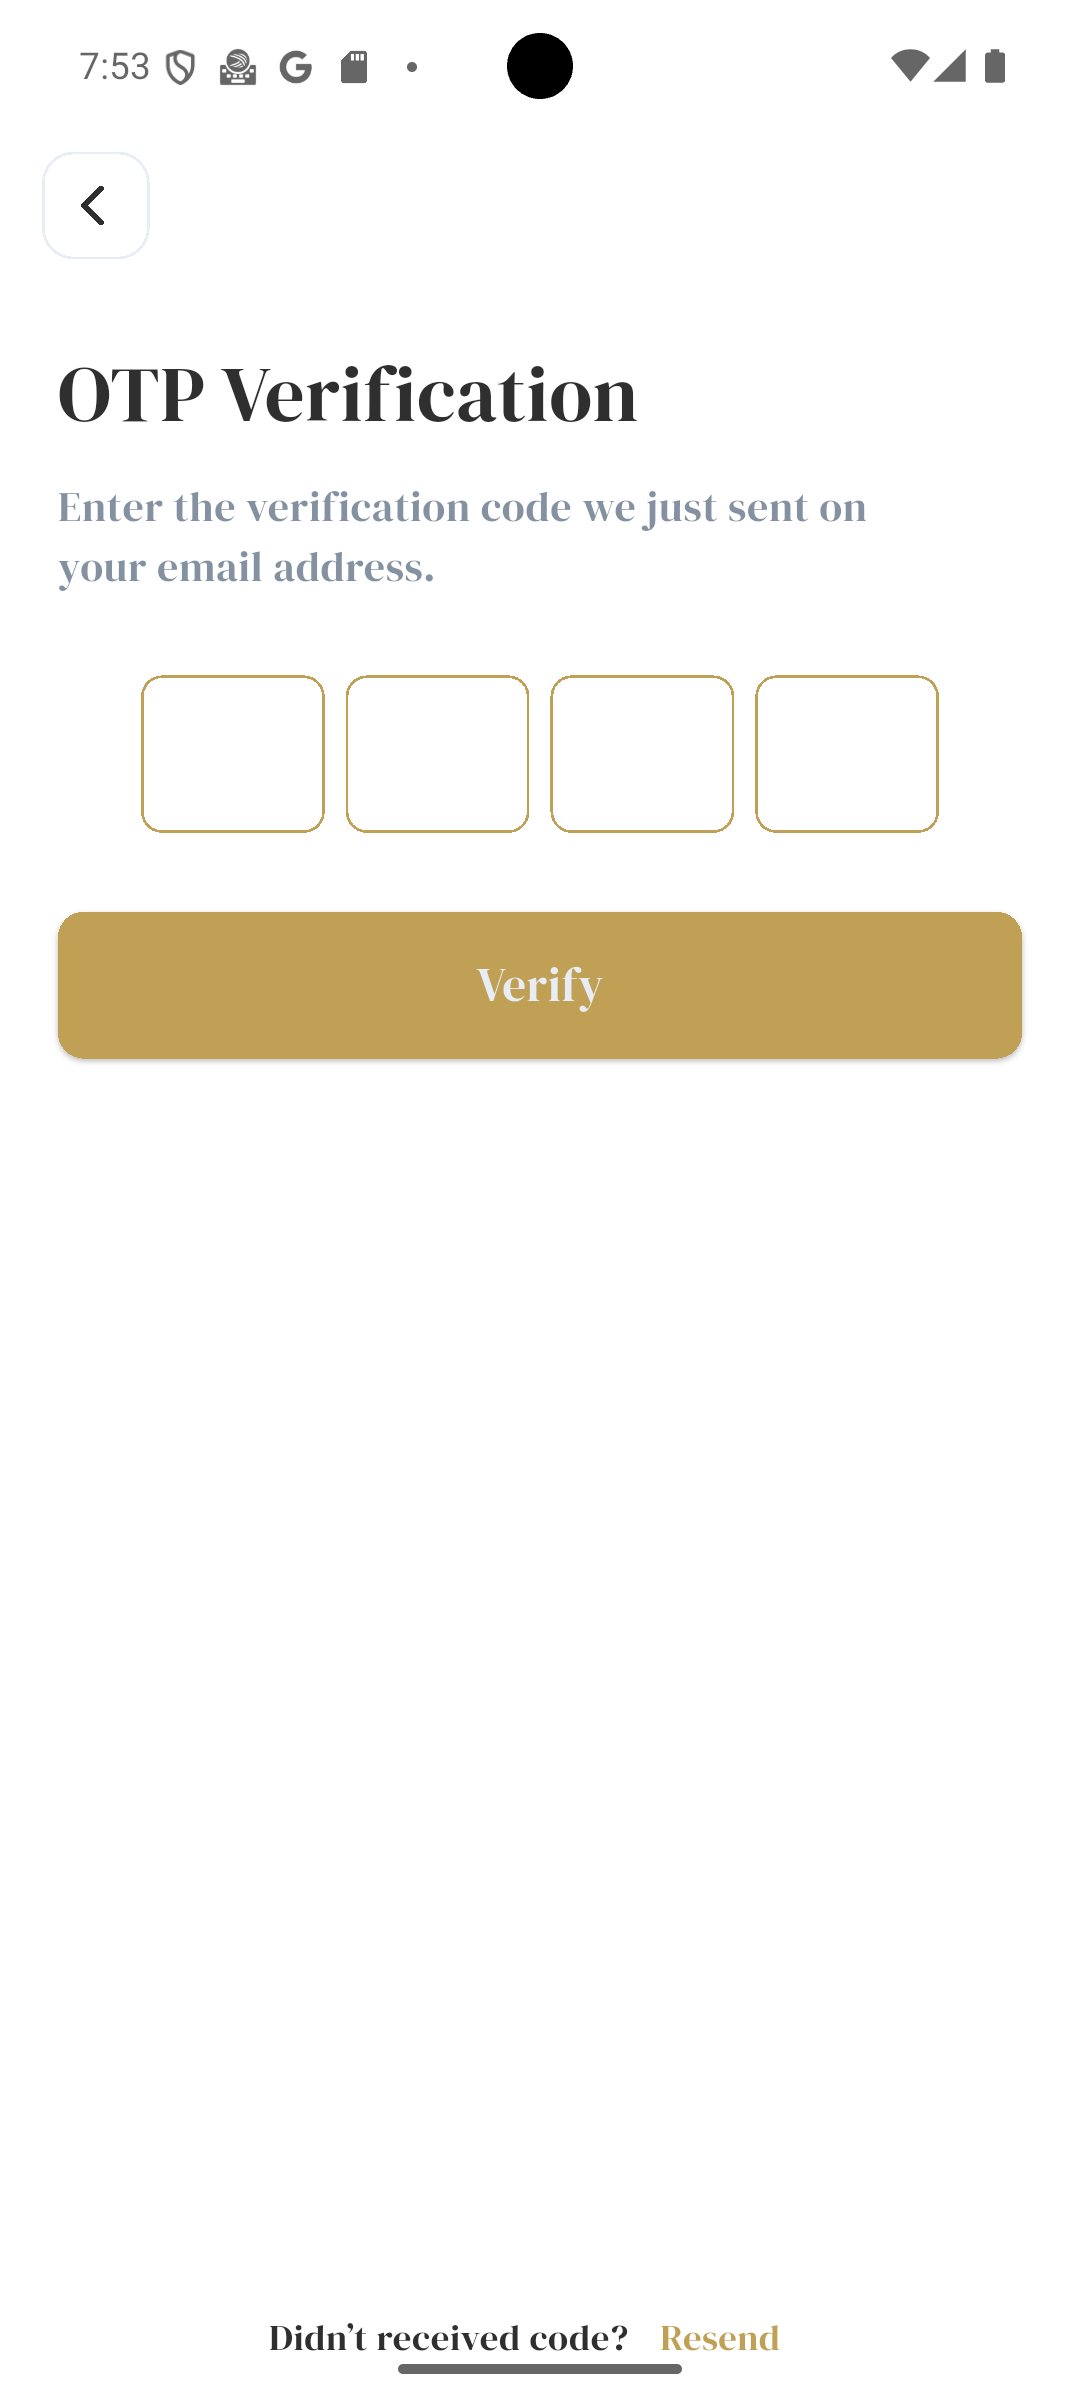 7:53
OTP Verification
Enter the verification code we just sent on
your email address.
Verify
Didn’t received code? Resend